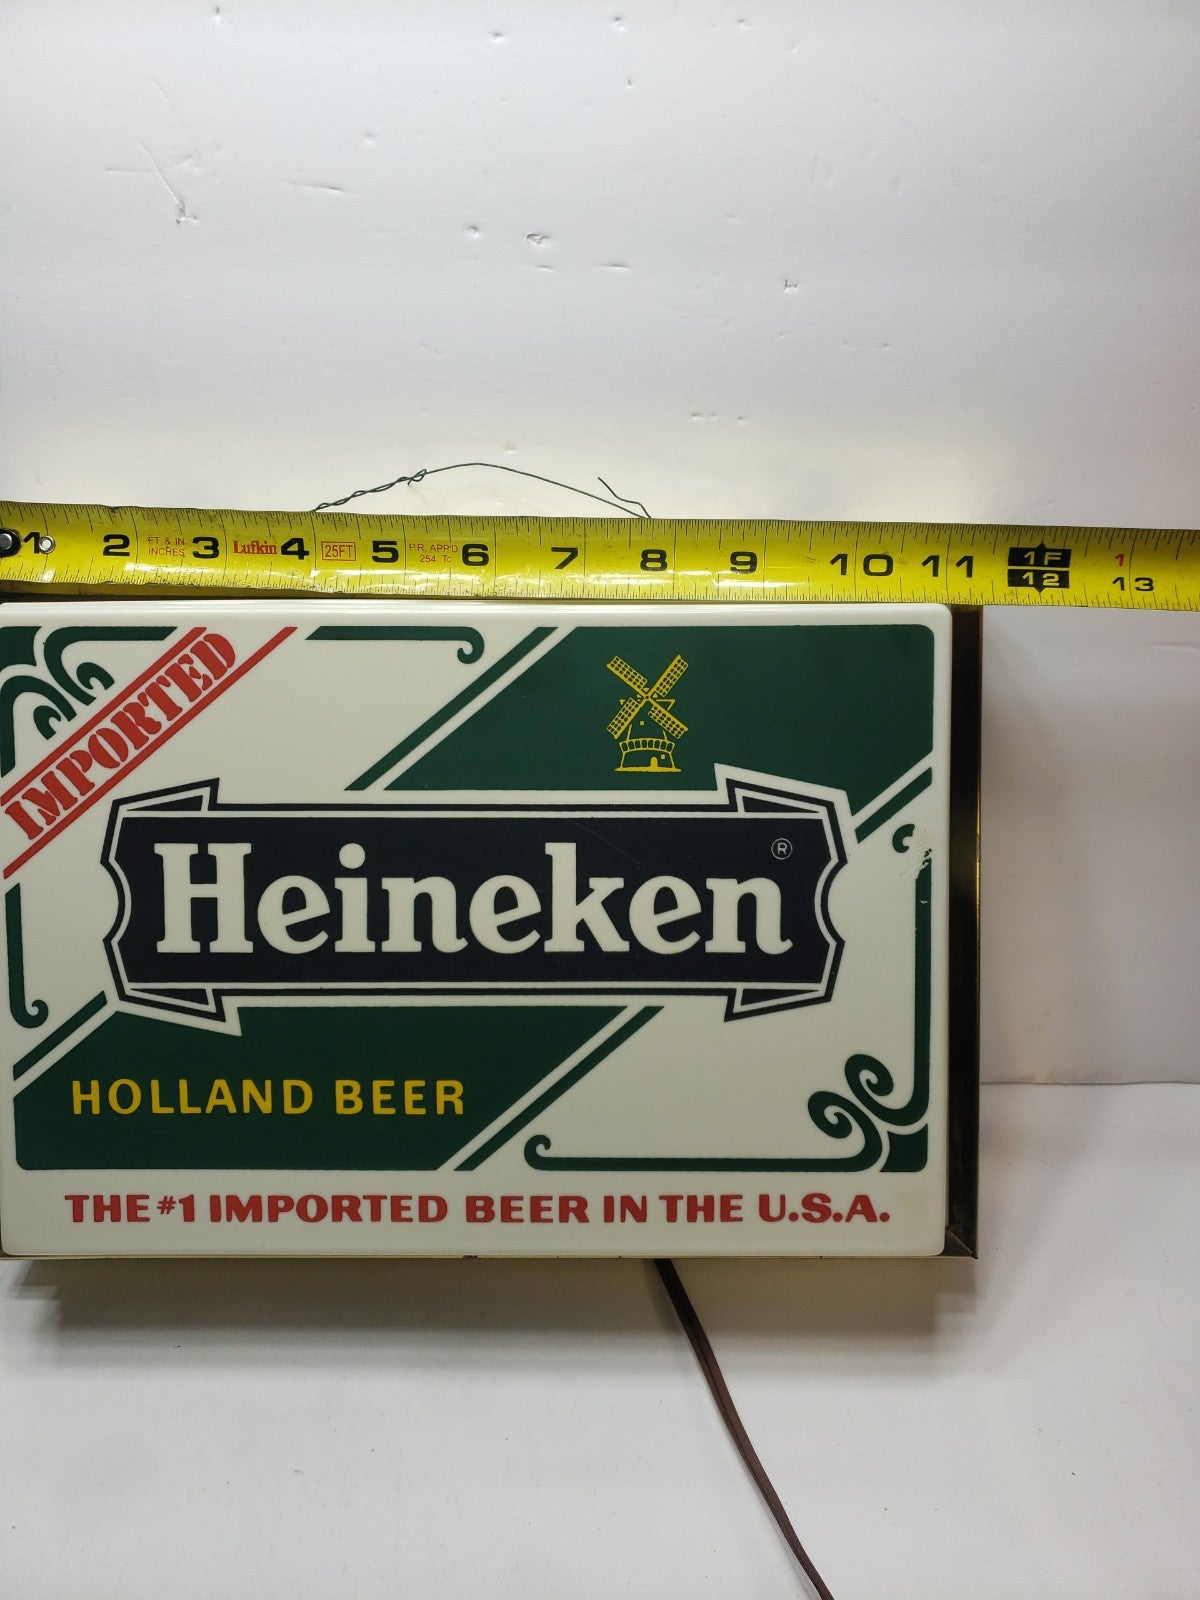 1 2 FT & IN INCHES 3 Lufkin 4 25FT 5 P.R. APP'D 254 Tc 6 7 8 9 10 11 1F 12 1 13
IMPORTED
Heineken ®
HOLLAND BEER
THE #1 IMPORTED BEER IN THE U.S.A.